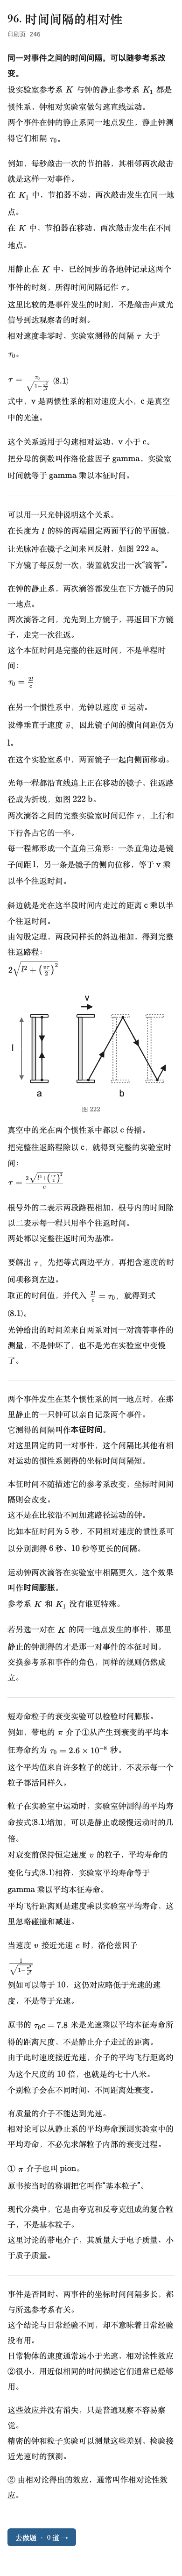 96. 时间间隔的相对性
印刷页 246
同一对事件之间的时间间隔，可以随参考系改
变。
设实验室参考系 K 与钟的静止参考系 K₁ 都是
惯性系，钟相对实验室做匀速直线运动。
两个事件在钟的静止系同一地点发生，静止钟测
得它们相隔 τ₀。
例如，每秒敲击一次的节拍器，其相邻两次敲击
就是这样一对事件。
在 K₁ 中，节拍器不动，两次敲击发生在同一地
点。
在 K 中，节拍器在移动，两次敲击发生在不同
地点。
用静止在 K 中、已经同步的各地钟记录这两个
事件的时刻，所得时间间隔记作 τ。
这里比较的是事件发生的时刻，不是敲击声或光
信号到达观察者的时刻。
相对速度非零时，实验室测得的间隔 τ 大于
τ₀。
τ = τ₀/√(1−v²/c²) (8.1)
式中，v 是两惯性系的相对速度大小，c 是真空
中的光速。
这个关系适用于匀速相对运动，v 小于 c。
把分母的倒数叫作洛伦兹因子 gamma，实验室
时间就等于 gamma 乘以本征时间。
可以用一只光钟说明这个关系。
在长度为 l 的棒的两端固定两面平行的平面镜，
让光脉冲在镜子之间来回反射，如图 222 a。
下方镜子每反射一次，装置就发出一次“滴答”。
在钟的静止系，两次滴答都发生在下方镜子的同
一地点。
两次滴答之间，光先到上方镜子，再返回下方镜
子，走完一次往返。
这个本征时间是完整的往返时间，不是单程时
间：
τ₀ = 2l/c
在另一个惯性系中，光钟以速度 v⃗ 运动。
设棒垂直于速度 v⃗，因此镜子间的横向间距仍为
l。
在这个实验室系中，两面镜子一起向侧面移动。
光每一程都沿直线追上正在移动的镜子，往返路
径成为折线，如图 222 b。
两次滴答之间的完整实验室时间记作 τ，上行和
下行各占它的一半。
每一程都形成一个直角三角形：一条直角边是镜
子间距 l，另一条是镜子的侧向位移，等于 v 乘
以半个往返时间。
斜边就是光在这半段时间内走过的距离 c 乘以半
个往返时间。
由勾股定理，两段同样长的斜边相加，得到完整
往返路程：
2√(l²+(vτ/2)²)
v
l
a
b
图 222
真空中的光在两个惯性系中都以 c 传播。
把完整往返路程除以 c，就得到完整的实验室时
间：
τ = 2√(l²+(vτ/2)²)/c
根号外的二表示两段路程相加，根号内的时间除
以二表示每一程只用半个往返时间。
两处都以完整往返时间为基准。
要解出 τ，先把等式两边平方，再把含速度的时
间项移到左边。
取正的时间值，并代入 2l/c = τ₀，就得到式
(8.1)。
光钟给出的时间差来自两系对同一对滴答事件的
测量，不是钟坏了，也不是光在实验室中变慢
了。
两个事件发生在某个惯性系的同一地点时，在那
里静止的一只钟可以亲自记录两个事件。
它测得的间隔叫作本征时间。
对这里固定的同一对事件，这个间隔比其他有相
对运动的惯性系测得的坐标时间间隔短。
本征时间不随描述它的参考系改变，坐标时间间
隔则会改变。
这不是在比较沿不同加速路径运动的钟。
比如本征时间为 5 秒，不同相对速度的惯性系可
以分别测得 6 秒、10 秒等更长的间隔。
运动钟两次滴答在实验室中相隔更久，这个效果
叫作时间膨胀。
参考系 K 和 K₁ 没有谁更特殊。
若另选一对在 K 的同一地点发生的事件，那里
静止的钟测得的才是那一对事件的本征时间。
交换参考系和事件的角色，同样的规则仍然成
立。
短寿命粒子的衰变实验可以检验时间膨胀。
例如，带电的 π 介子①从产生到衰变的平均本
征寿命约为 τ₀ = 2.6 × 10⁻⁸ 秒。
这个平均值来自许多粒子的统计，不表示每一个
粒子都活同样久。
粒子在实验室中运动时，实验室钟测得的平均寿
命按式(8.1)增加，可以是静止或缓慢运动时的几
倍。
对衰变前保持恒定速度 v 的粒子，平均寿命的
变化与式(8.1)相符，实验室平均寿命等于
gamma 乘以平均本征寿命。
平均飞行距离则是速度乘以实验室平均寿命，这
里忽略碰撞和减速。
当速度 v 接近光速 c 时，洛伦兹因子
1/√(1−v²/c²)
例如可以等于 10，这仍对应略低于光速的速
度，不是等于光速。
原书的 τ₀c = 7.8 米是光速乘以平均本征寿命所
得的距离尺度，不是静止介子走过的距离。
由于此时速度接近光速，介子的平均飞行距离约
为这个尺度的 10 倍，也就是约七十八米。
个别粒子会在不同时间、不同距离处衰变。
有质量的介子不能达到光速。
相对论可以从静止系的平均寿命预测实验室中的
平均寿命，不必先求解粒子内部的衰变过程。
① π 介子也叫 pion。
原书按当时的称谓把它叫作“基本粒子”。
现代分类中，它是由夸克和反夸克组成的复合粒
子，不是基本粒子。
这里讨论的带电介子，其质量大于电子质量、小
于质子质量。
事件是否同时、两事件的坐标时间间隔多长，都
与所选参考系有关。
这个结论与日常经验不同，却不意味着日常经验
没有用。
日常物体的速度通常远小于光速，相对论性效应
②很小，用近似相同的时间描述它们通常已经够
用。
这些效应并没有消失，只是普通观察不容易察
觉。
精密的钟和粒子实验可以测量这些差别，检验接
近光速时的预测。
② 由相对论得出的效应，通常叫作相对论性效
应。
去做题 · 0 道 →